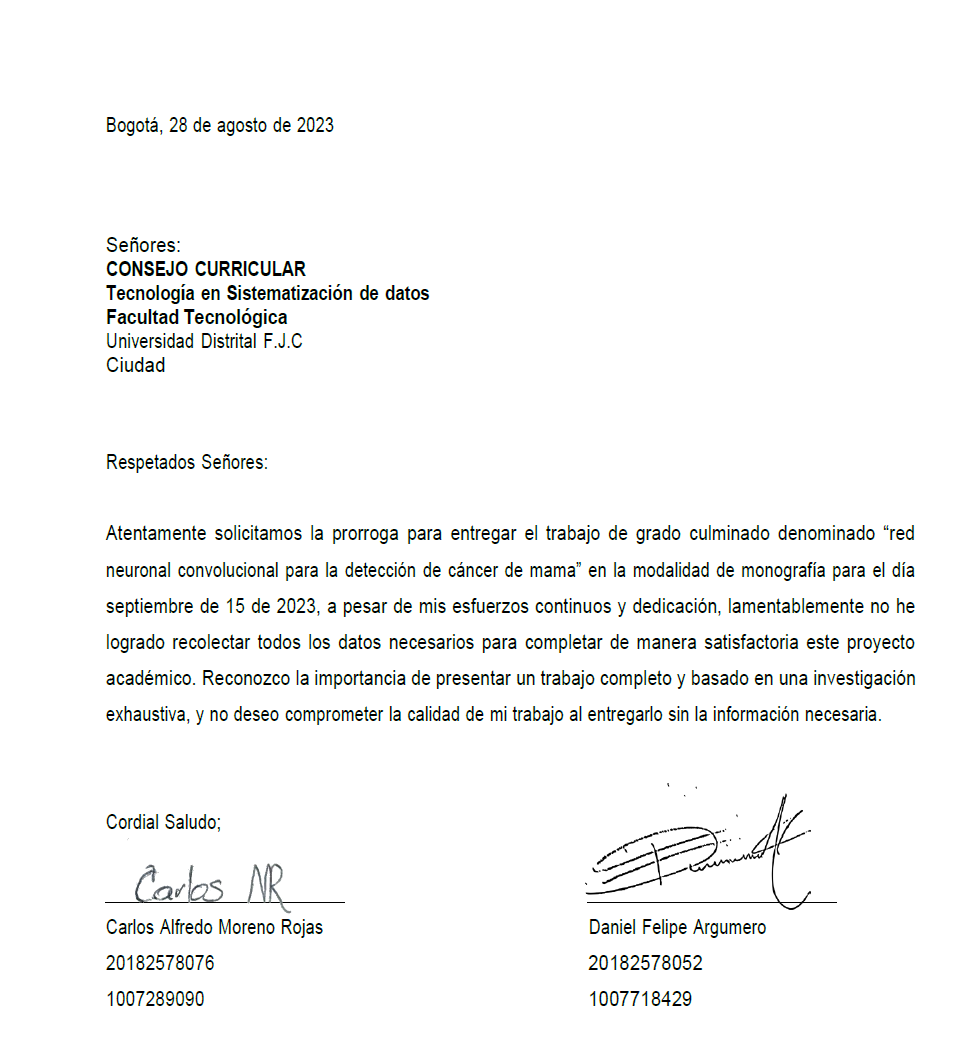 Bogotá, 28 de agosto de 2023
Señores:
CONSEJO CURRICULAR
Tecnología en Sistematización de datos
Facultad Tecnológica
Universidad Distrital F.J.C
Ciudad
Respetados Señores:
Atentamente solicitamos la prorroga para entregar el trabajo de grado culminado denominado “red
neuronal convolucional para la detección de cáncer de mama” en la modalidad de monografía para el día
septiembre de 15 de 2023, a pesar de mis esfuerzos continuos y dedicación, lamentablemente no he
logrado recolectar todos los datos necesarios para completar de manera satisfactoria este proyecto
académico. Reconozco la importancia de presentar un trabajo completo y basado en una investigación
exhaustiva, y no deseo comprometer la calidad de mi trabajo al entregarlo sin la información necesaria.
Cordial Saludo;
Carlos
Carlos Alfredo Moreno Rojas
20182578076
1007289090
Daniel Felipe Argumero
20182578052
1007718429